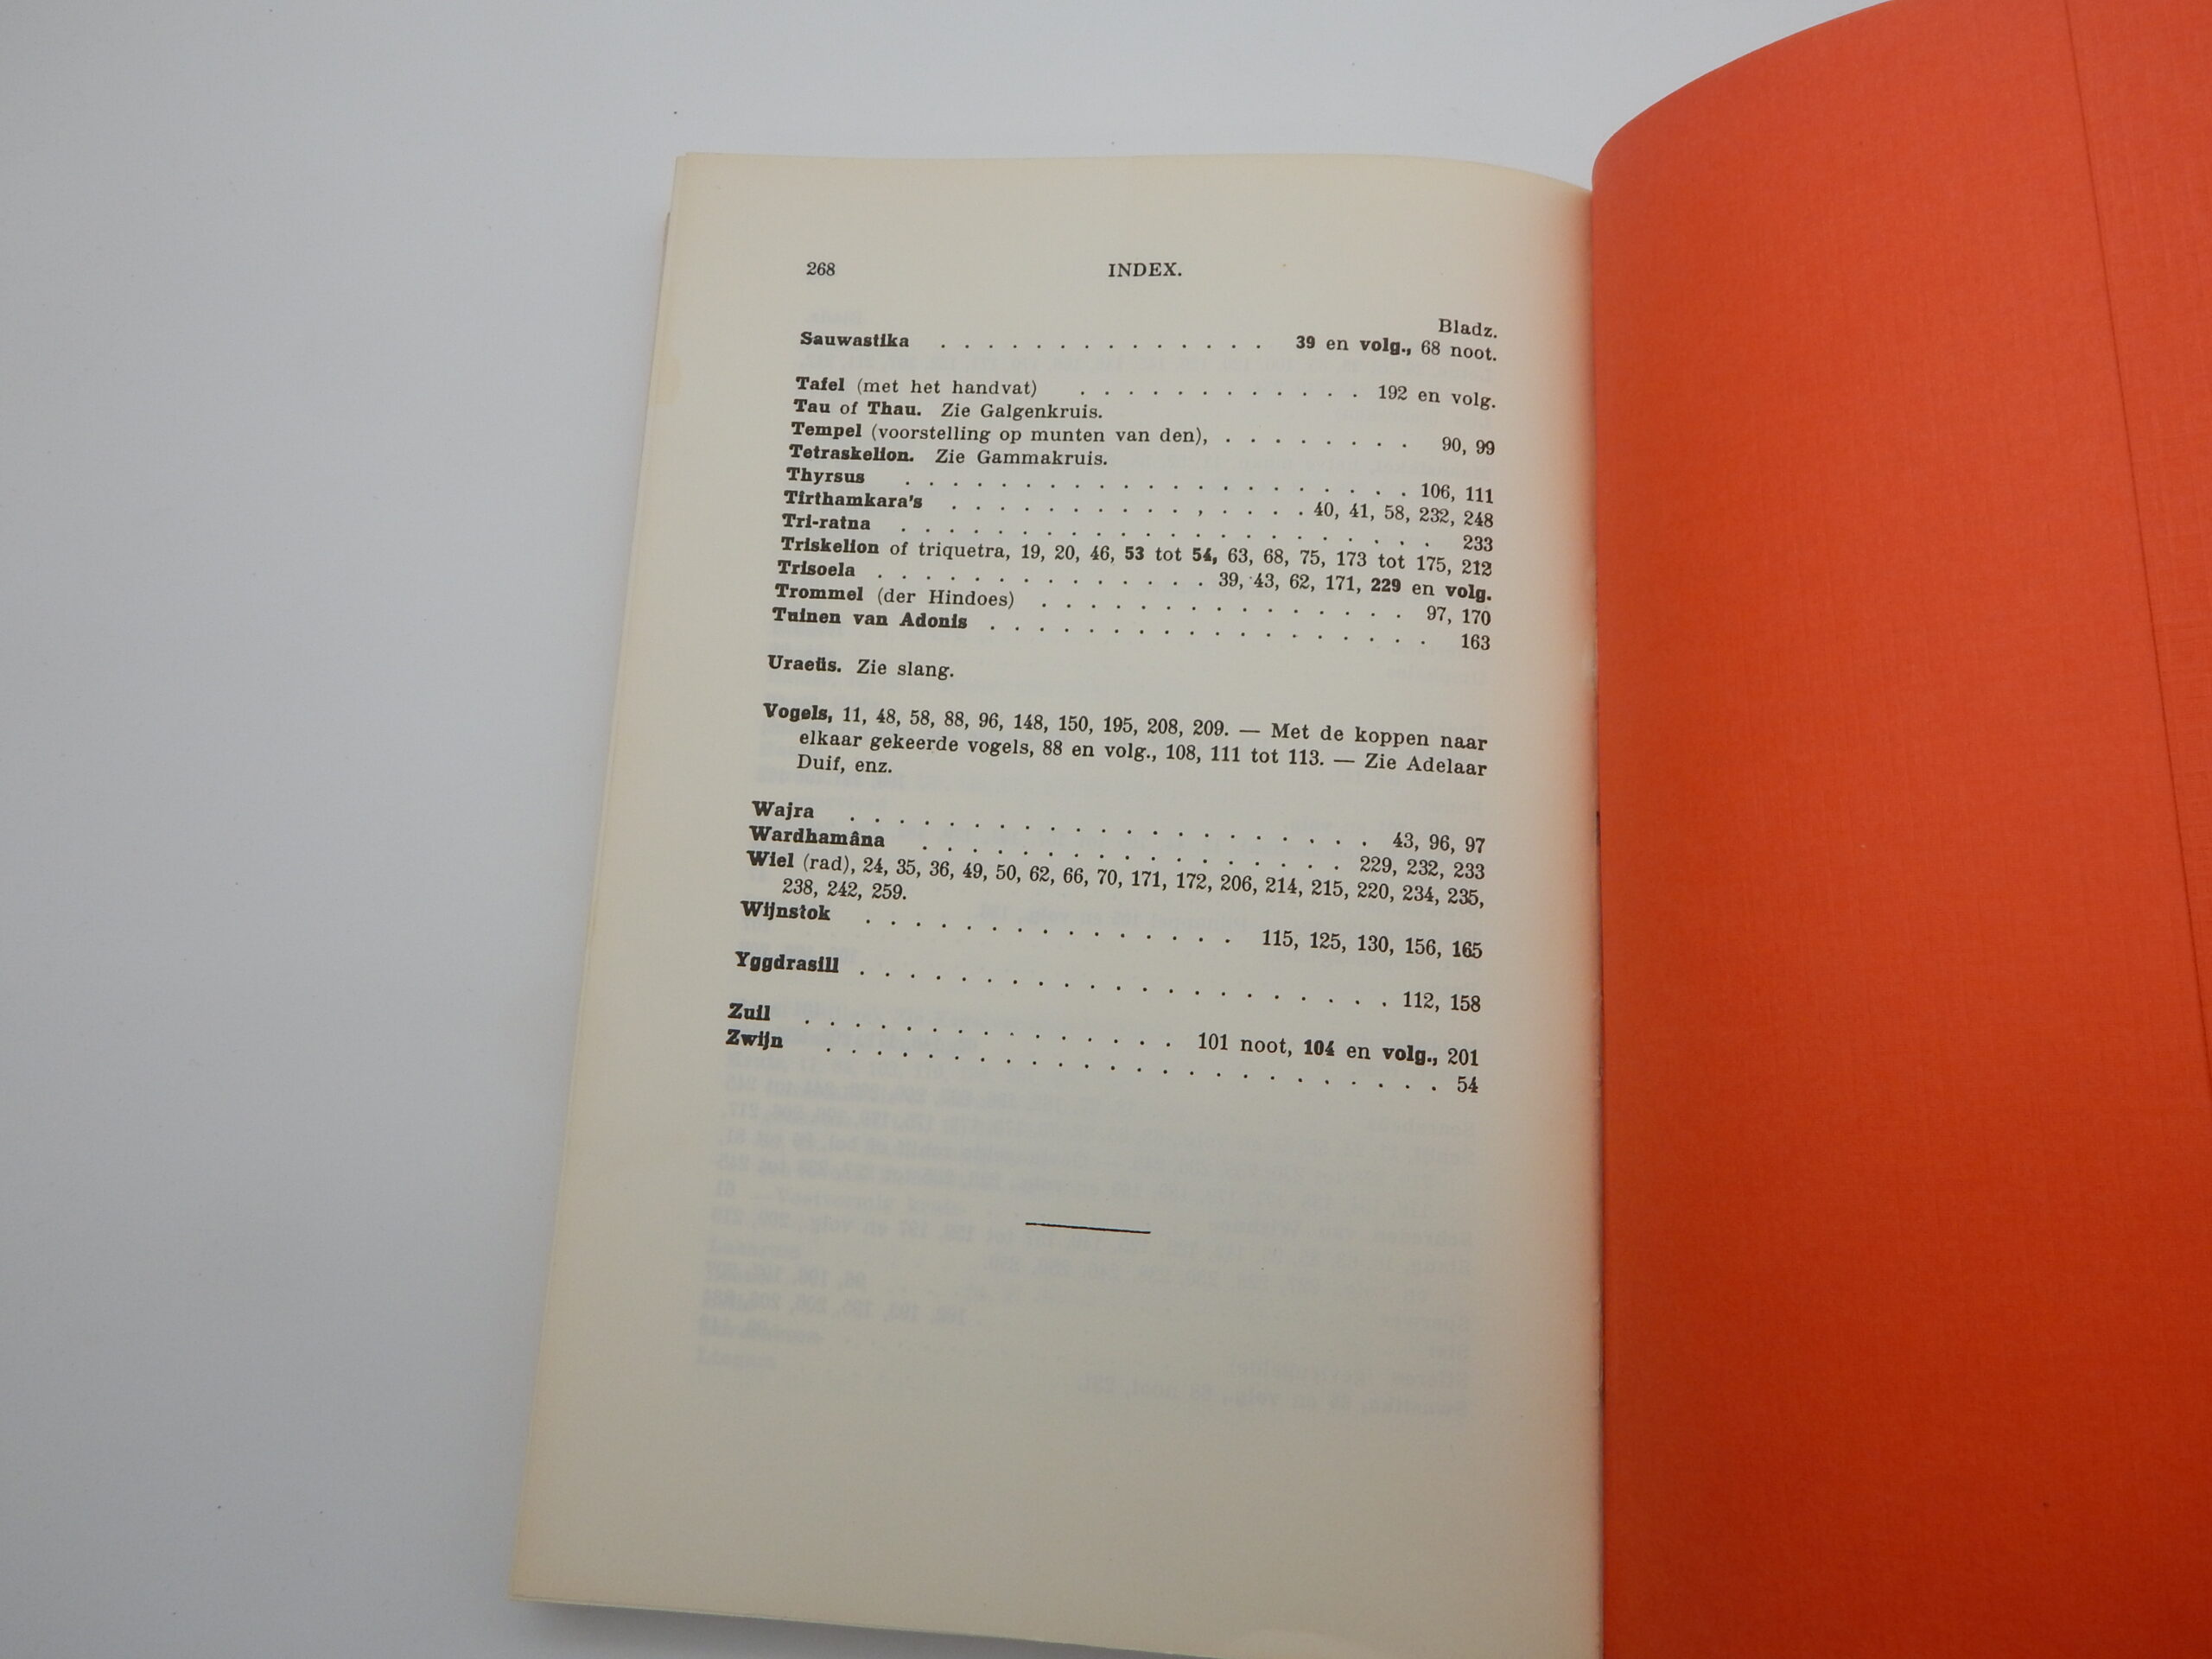 268 INDEX.
Bladz.
Sauwastika . . . . . . . . . . . . . . 39 en volg., 68 noot.
Tafel (met het handvat) . . . . . . . . . . . . 192 en volg.
Tau of Thau. Zie Galgenkruis.
Tempel (voorstelling op munten van den), . . . . . . . . 90, 99
Tetraskelion. Zie Gammakruis.
Thyrsus . . . . . . . . . . . . . . . . . . . . . . 106, 111
Tirthamkara's . . . . . . . . . . . , . . . . 40, 41, 58, 232, 248
Tri-ratna . . . . . . . . . . . . . . . . . . . . . . . 233
Triskelion of triquetra, 19, 20, 46, 53 tot 54, 63, 68, 75, 173 tot 175, 212
Trisoela . . . . . . . . . . . . . . . 39, 43, 62, 171, 229 en volg.
Trommel (der Hindoes) . . . . . . . . . . . . . . . 97, 170
Tuinen van Adonis . . . . . . . . . . . . . . . . . . 163
Uraeüs. Zie slang.
Vogels, 11, 48, 58, 88, 96, 148, 150, 195, 208, 209. — Met de koppen naar
elkaar gekeerde vogels, 88 en volg., 108, 111 tot 113. — Zie Adelaar
Duif, enz.
Wajra . . . . . . . . . . . . . . . . . . . . . 43, 96, 97
Wardhamâna . . . . . . . . . . . . . . . . . 229, 232, 233
Wiel (rad), 24, 35, 36, 49, 50, 62, 66, 70, 171, 172, 206, 214, 215, 220, 234, 235,
238, 242, 259.
Wijnstok . . . . . . . . . . . . . . . 115, 125, 130, 156, 165
Yggdrasill . . . . . . . . . . . . . . . . . . . . . 112, 158
Zuil . . . . . . . . . . . . . . . 101 noot, 104 en volg., 201
Zwijn . . . . . . . . . . . . . . . . . . . . . . . . 54